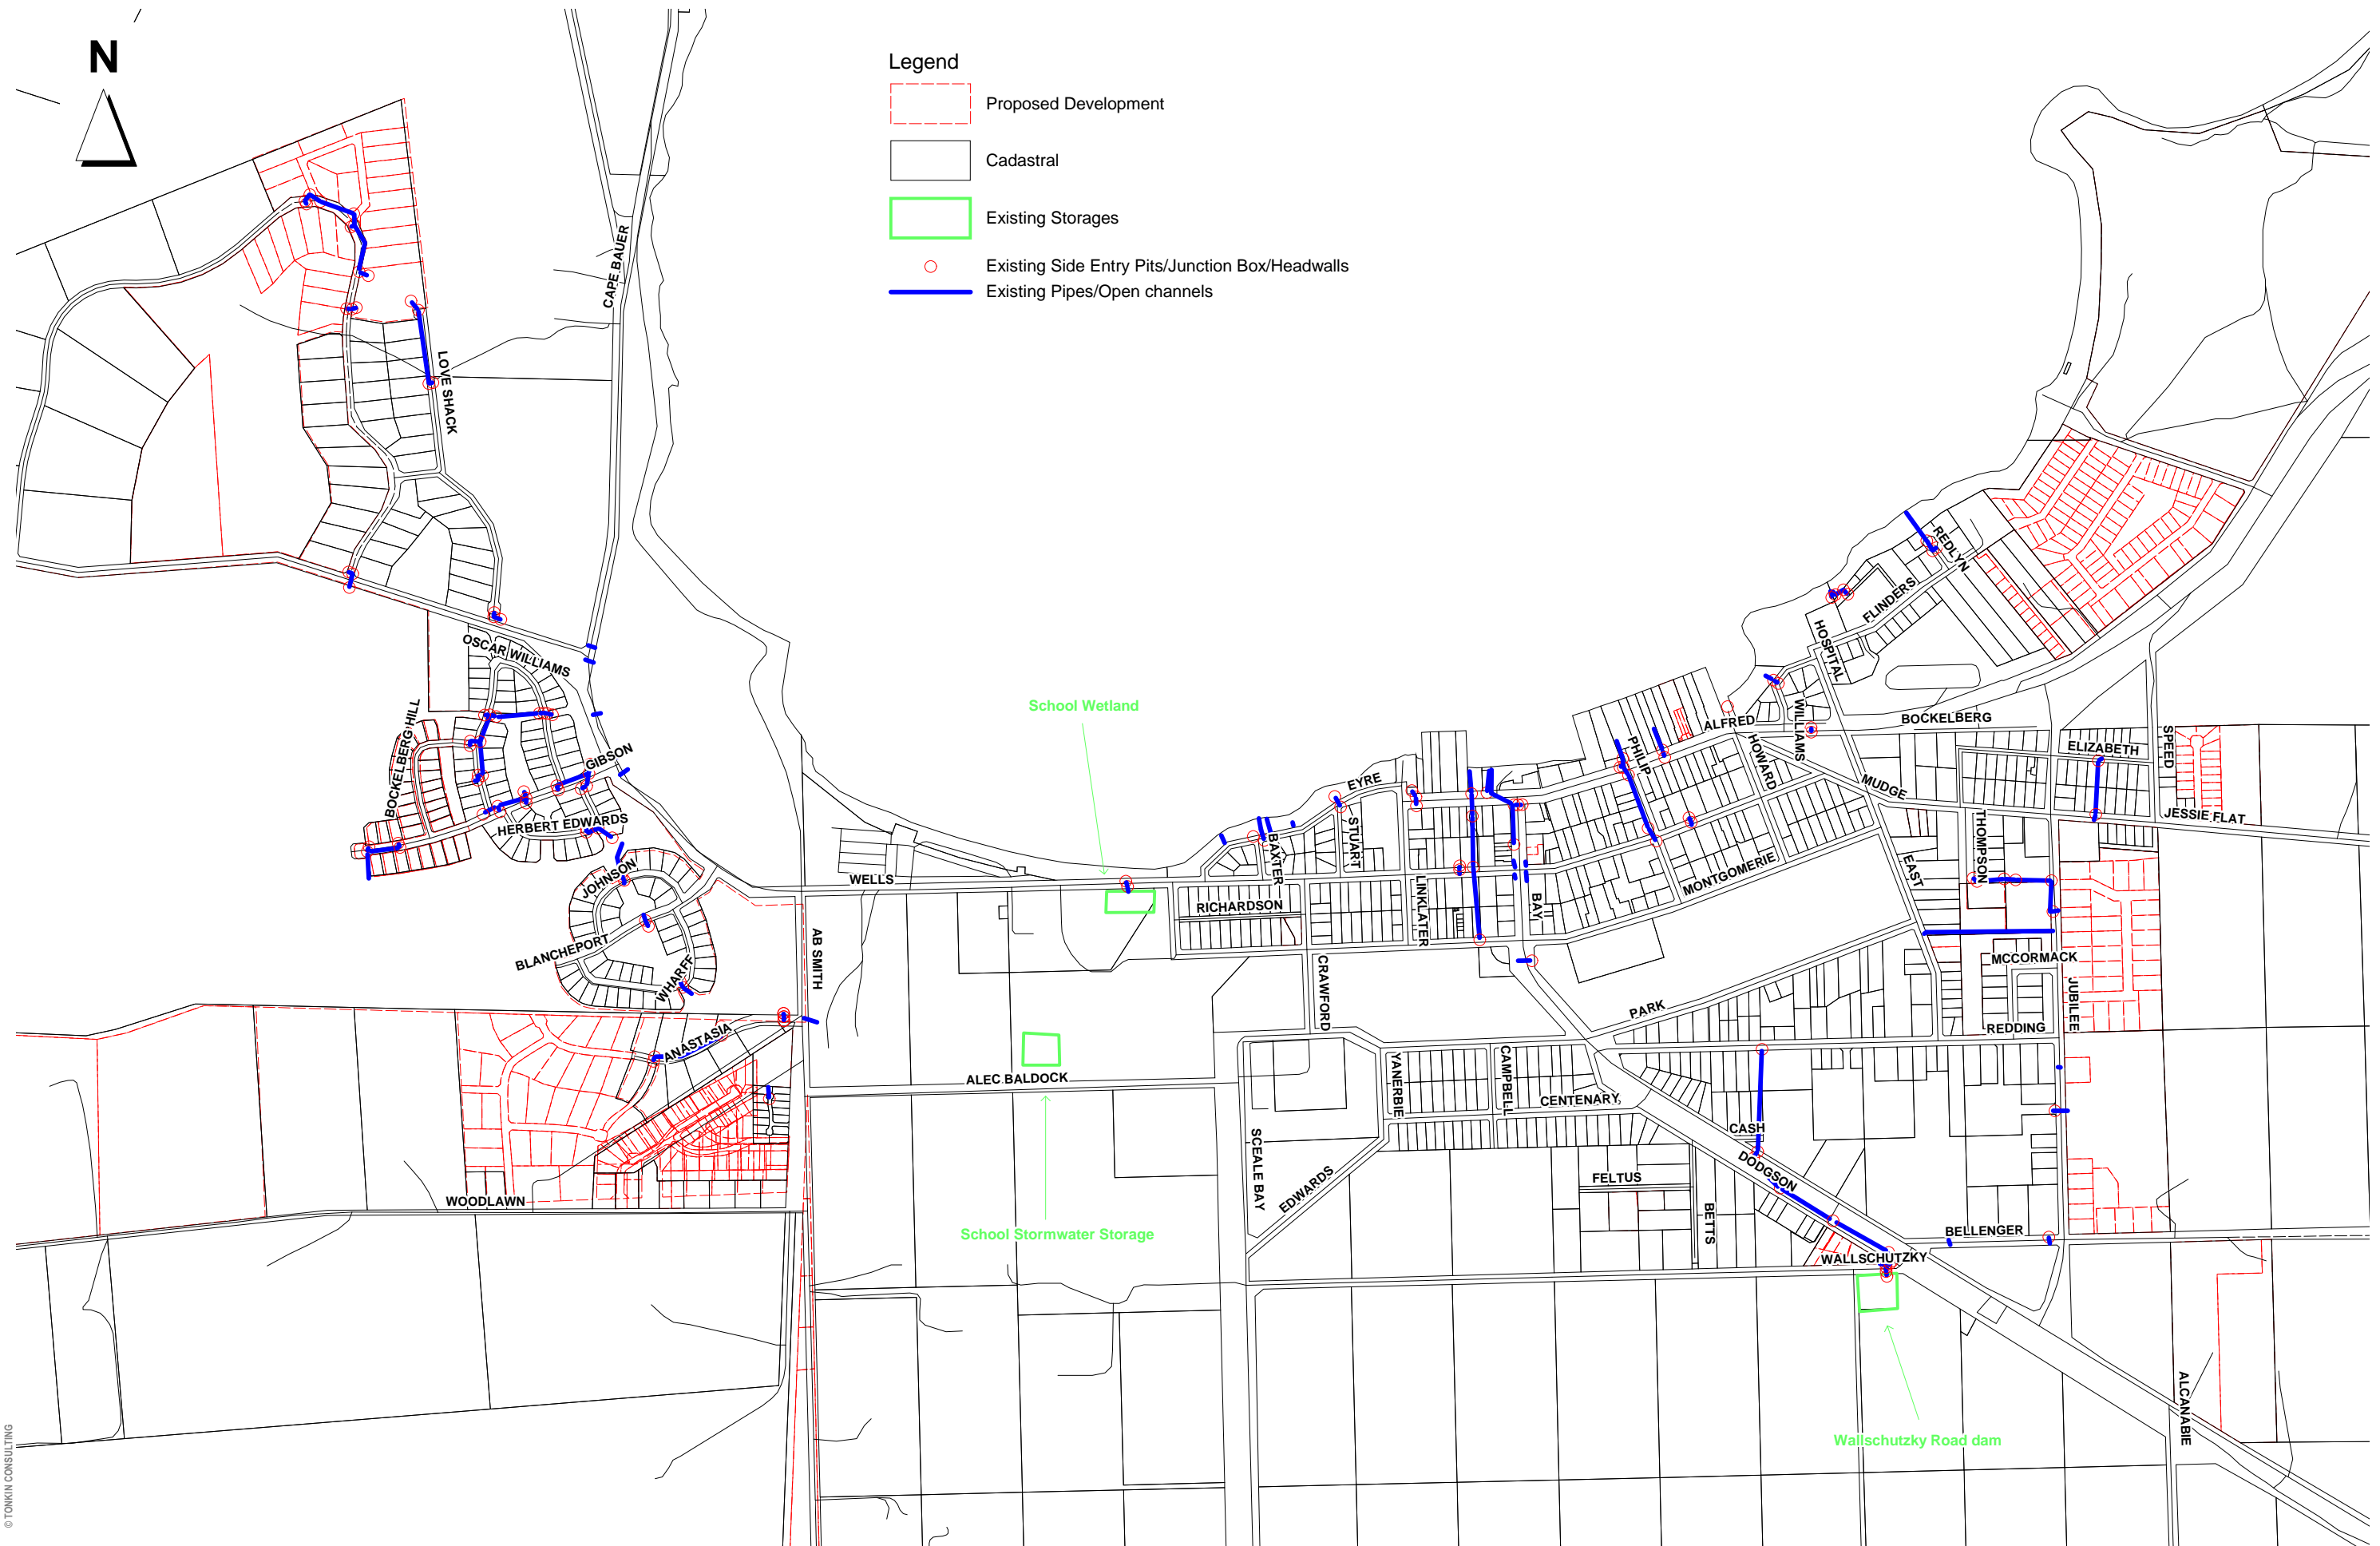 N
Legend
Proposed Development
Cadastral
Existing Storages
Existing Side Entry Pits/Junction Box/Headwalls
Existing Pipes/Open channels
CAPE BAUER
LOVE SHACK
OSCAR WILLIAMS
BOCKELBERG HILL
GIBSON
HERBERT EDWARDS
JOHNSON
BLANCHEPORT
WHARFF
ANASTASIA
WOODLAWN
AB SMITH
WELLS
School Wetland
RICHARDSON
BAXTER
STUART
EYRE
LINKLATER
BAY
CRAWFORD
ALEC BALDOCK
School Stormwater Storage
SCEALE BAY
EDWARDS
YANERBIE
CAMPBELL
CENTENARY
FELTUS
BETTS
PHILIP
ALFRED
HOWARD
WILLIAMS
MONTGOMERIE
HOSPITAL
FLINDERS
REDLYN
BOCKELBERG
MUDGE
ELIZABETH
SPEED
JESSIE FLAT
THOMPSON
EAST
MCCORMACK
JUBILEE
REDDING
PARK
CASH
DODGSON
BELLENGER
WALLSCHUTZKY
Wallschutzky Road dam
ALCANABIE
© TONKIN CONSULTING